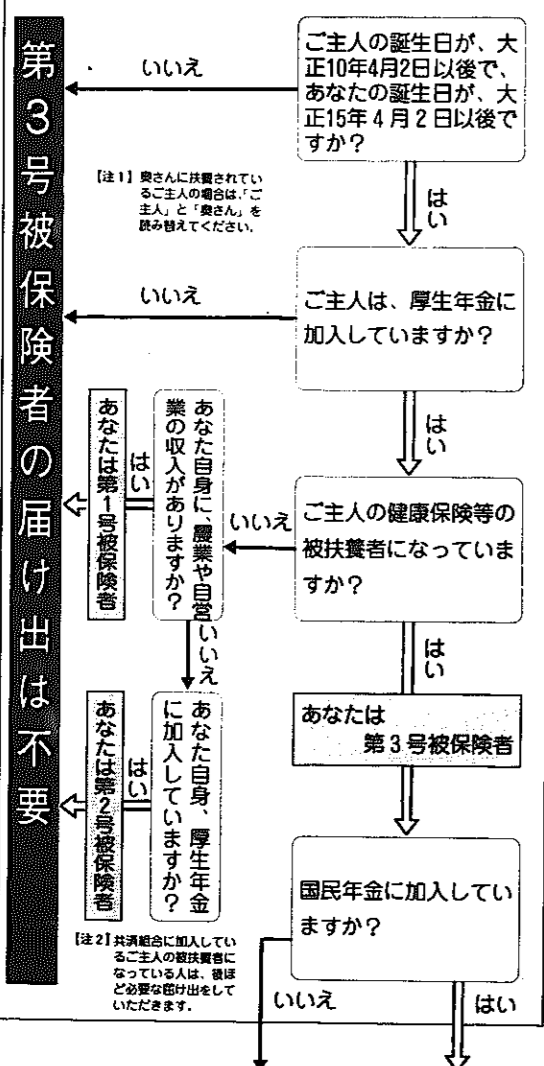 第3号被保険者の届け出は不要
ご主人の誕生日が、大
正10年4月2日以後で、
あなたの誕生日が、大
正15年4月2日以後で
すか?
いいえ
はい
【注1】奥さんに扶養されてい
るご主人の場合は、「ご
主人」と「奥さん」を
読み替えてください。
ご主人は、厚生年金に
加入していますか?
いいえ
はい
ご主人の健康保険等の
被扶養者になっていま
すか?
いいえ
はい
あなた自身に、農業や自営
業の収入がありますか?
はい
あなたは第1号被保険者
いいえ
あなた自身、厚生年金
に加入していますか?
はい
あなたは第2号被保険者
【注2】共済組合に加入してい
るご主人の被扶養者に
なっている人は、後ほ
ど必要な届け出をして
いただきます。
あなたは
第3号被保険者
国民年金に加入してい
ますか?
いいえ
はい